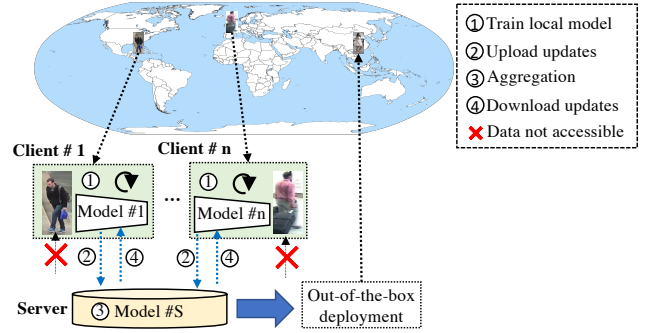 ① Train local model
② Upload updates
③ Aggregation
④ Download updates
Data not accessible
Client # 1
Client # n
①
①
Model #1
...
Model #n
②
④
②
④
Server
③ Model #S
Out-of-the-box
deployment